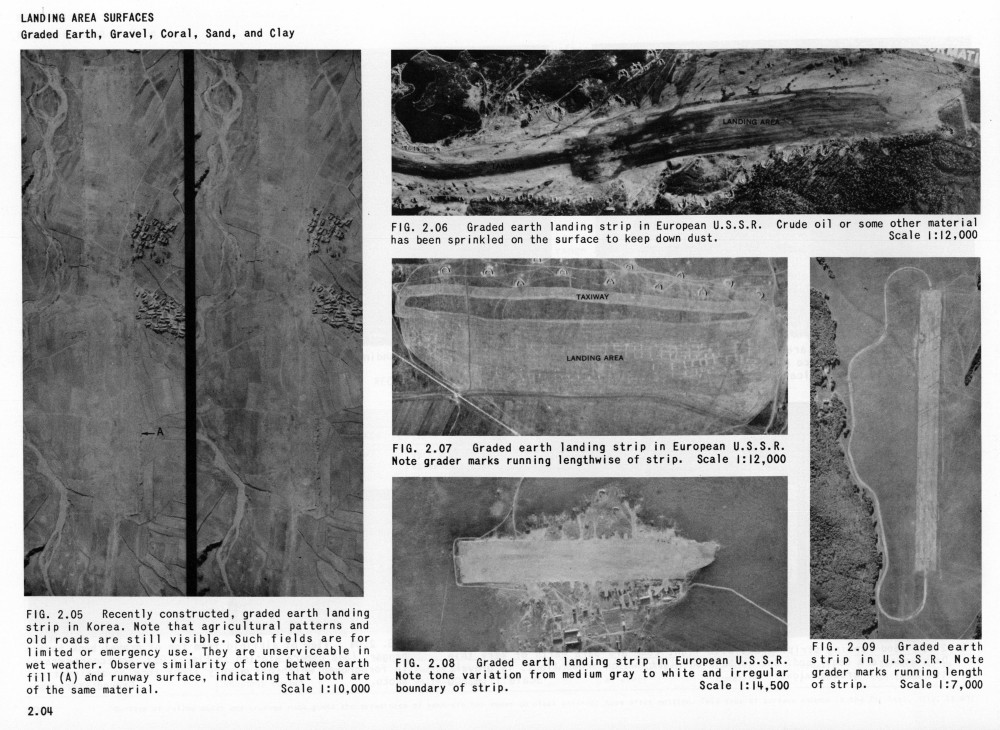 LANDING AREA SURFACES
Graded Earth, Gravel, Coral, Sand, and Clay
A
FIG. 2.05 Recently constructed, graded earth landing
strip in Korea. Note that agricultural patterns and
old roads are still visible. Such fields are for
limited or emergency use. They are unserviceable in
wet weather. Observe similarity of tone between earth
fill (A) and runway surface, indicating that both are
of the same material. Scale 1:10,000
2.04
LANDING AREA
FIG. 2.06 Graded earth landing strip in European U.S.S.R. Crude oil or some other material
has been sprinkled on the surface to keep down dust. Scale 1:12,000
TAXIWAY
LANDING AREA
FIG. 2.07 Graded earth landing strip in European U.S.S.R.
Note grader marks running lengthwise of strip. Scale 1:12,000
FIG. 2.08 Graded earth landing strip in European U.S.S.R.
Note tone variation from medium gray to white and irregular
boundary of strip. Scale 1:14,500
FIG. 2.09 Graded earth
strip in U.S.S.R. Note
grader marks running length
of strip. Scale 1:7,000